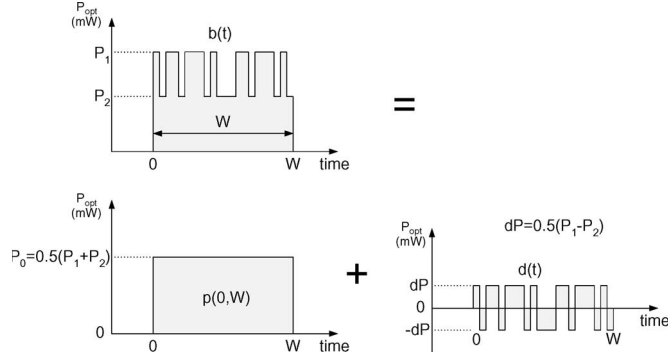 P_opt
(mW)
b(t)
P_1
P_2
W
0
W
time
=
P_opt
(mW)
P_0=0.5(P_1+P_2)
p(0,W)
0
0
W
time
+
P_opt
(mW)
dP=0.5(P_1-P_2)
d(t)
dP
0
-dP
0
W
time